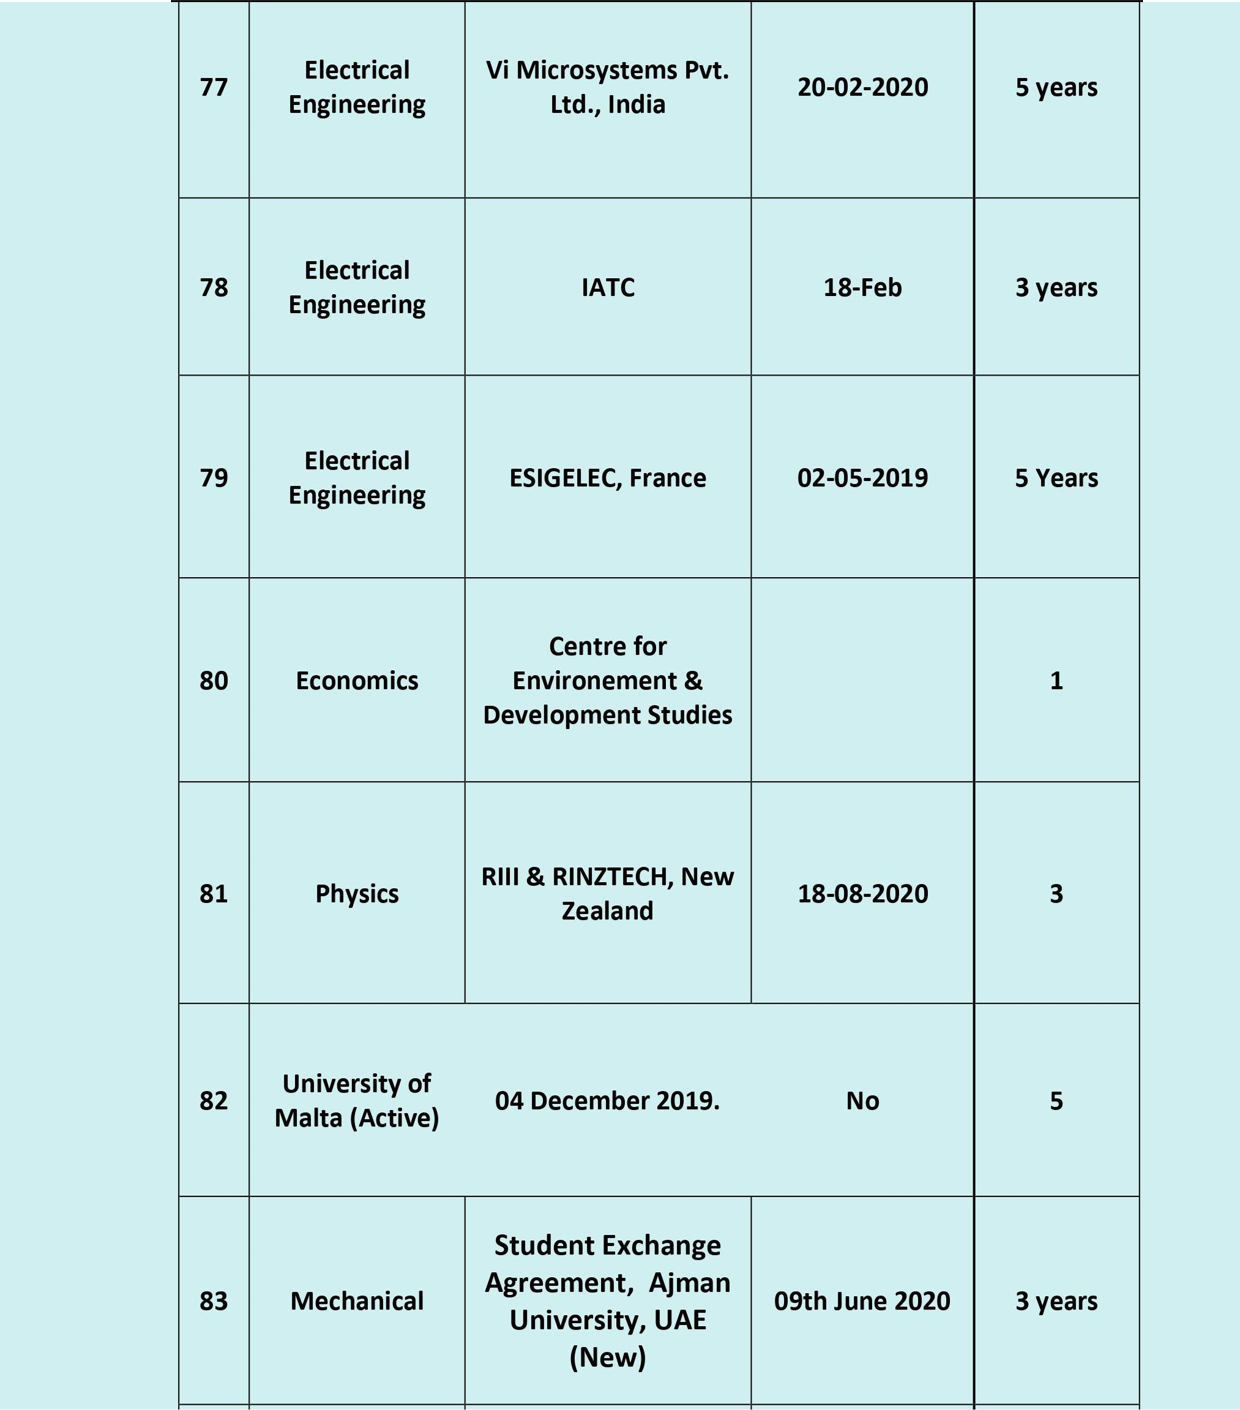 77
Electrical
Engineering
Vi Microsystems Pvt.
Ltd., India
20-02-2020
5 years
78
Electrical
Engineering
IATC
18-Feb
3 years
79
Electrical
Engineering
ESIGELEC, France
02-05-2019
5 Years
80
Economics
Centre for
Environement &
Development Studies
1
81
Physics
RIII & RINZTECH, New
Zealand
18-08-2020
3
82
University of
Malta (Active)
04 December 2019.
No
5
83
Mechanical
Student Exchange
Agreement,  Ajman
University, UAE
(New)
09th June 2020
3 years